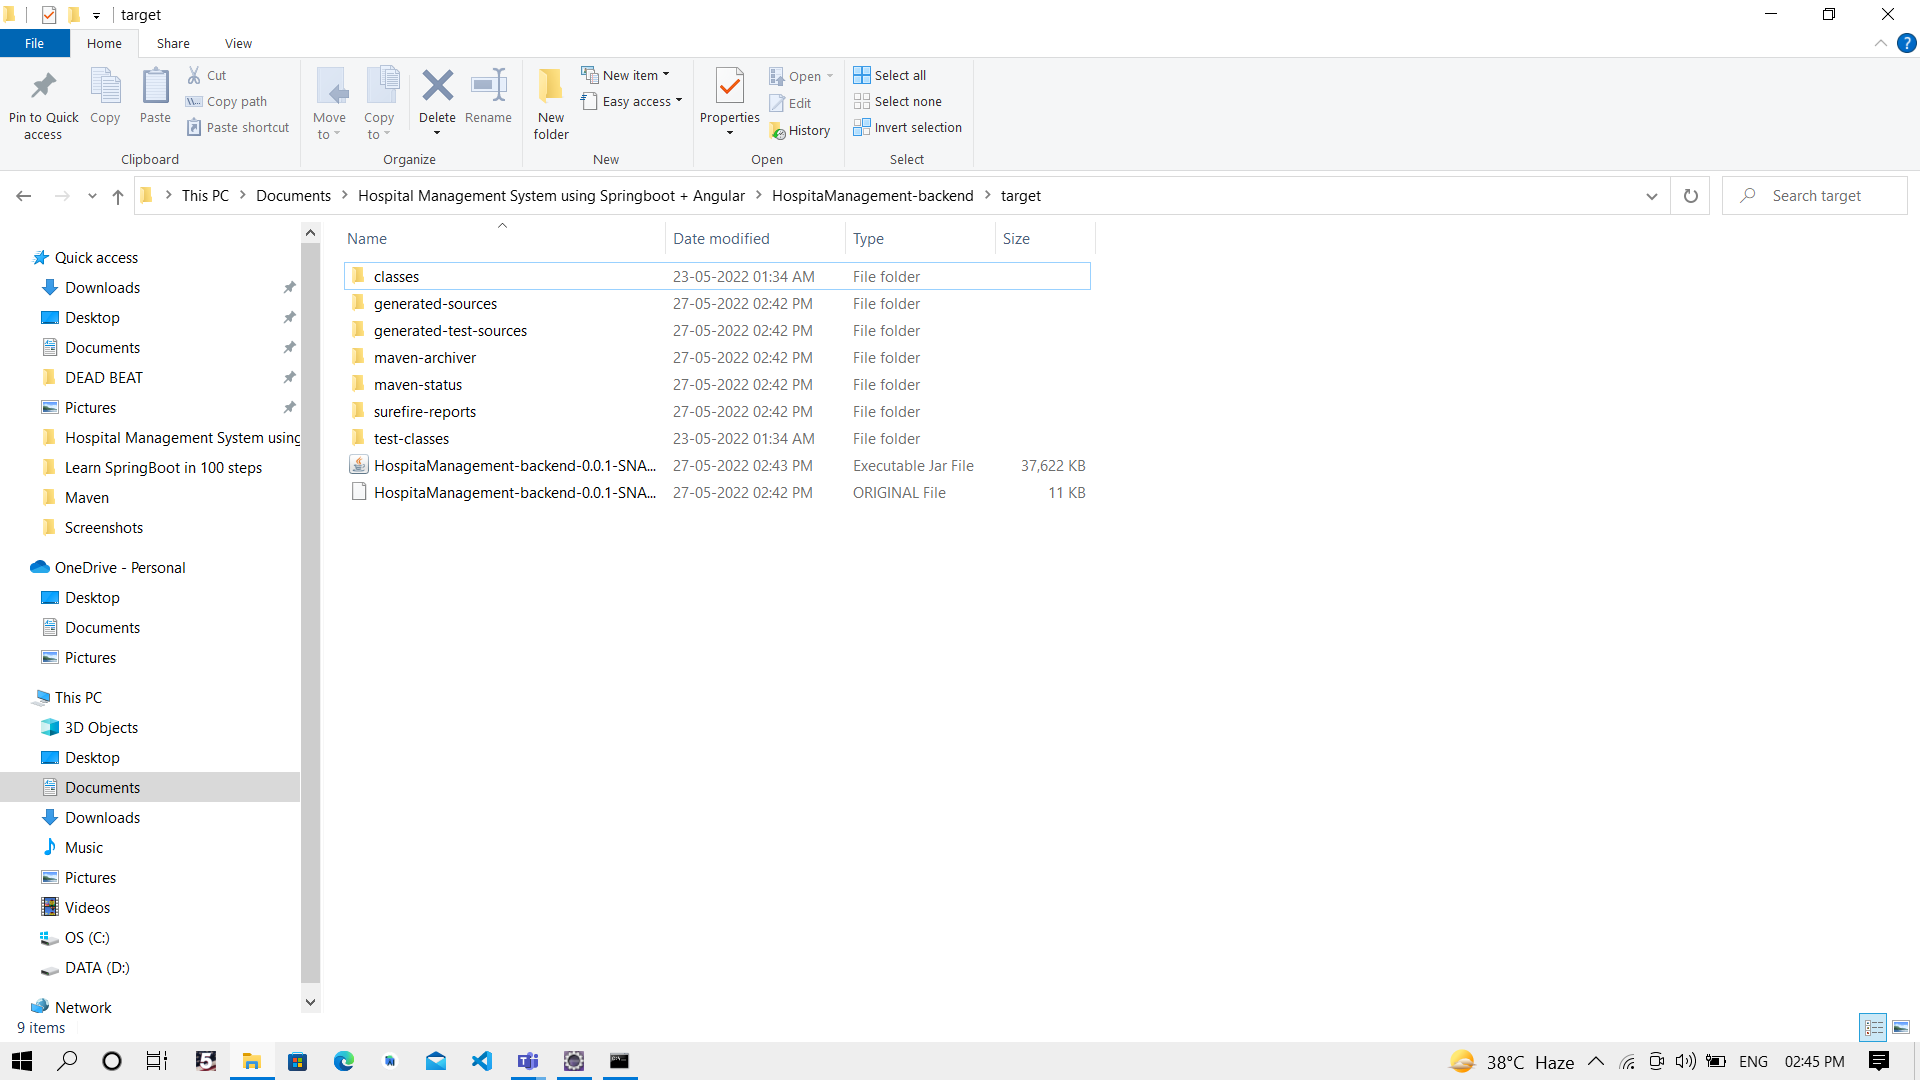 target
File Home Share View
Pin to Quick access
Copy
Paste
Cut
Copy path
Paste shortcut
Clipboard
Move to
Copy to
Delete
Rename
Organize
New folder
New item
Easy access
New
Properties
Open
Edit
History
Open
Select all
Select none
Invert selection
Select
This PC > Documents > Hospital Management System using Springboot + Angular > HospitaManagement-backend > target
Search target
Quick access
Downloads
Desktop
Documents
DEAD BEAT
Pictures
Hospital Management System using
Learn SpringBoot in 100 steps
Maven
Screenshots
OneDrive - Personal
Desktop
Documents
Pictures
This PC
3D Objects
Desktop
Documents
Downloads
Music
Pictures
Videos
OS (C:)
DATA (D:)
Network
Name Date modified Type Size
classes 23-05-2022 01:34 AM File folder
generated-sources 27-05-2022 02:42 PM File folder
generated-test-sources 27-05-2022 02:42 PM File folder
maven-archiver 27-05-2022 02:42 PM File folder
maven-status 27-05-2022 02:42 PM File folder
surefire-reports 27-05-2022 02:42 PM File folder
test-classes 23-05-2022 01:34 AM File folder
HospitaManagement-backend-0.0.1-SNA... 27-05-2022 02:43 PM Executable Jar File 37,622 KB
HospitaManagement-backend-0.0.1-SNA... 27-05-2022 02:42 PM ORIGINAL File 11 KB
9 items
5
38°C Haze ENG 02:45 PM